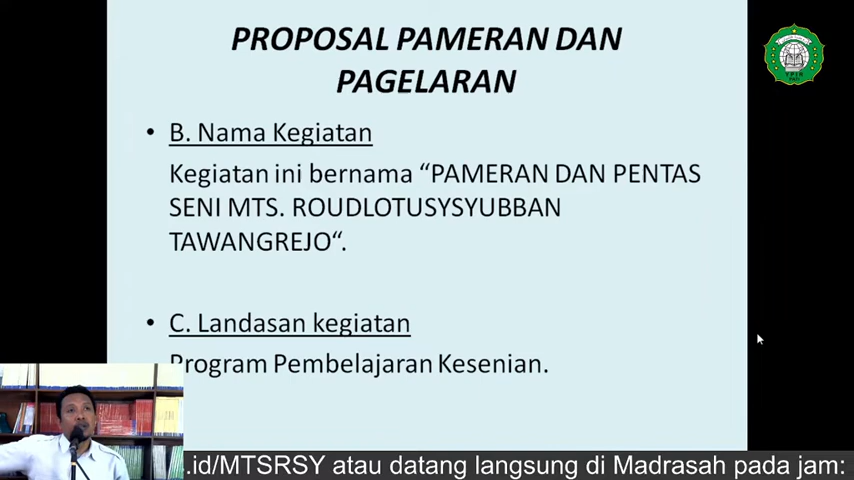 PROPOSAL PAMERAN DAN
PAGELARAN
• B. Nama Kegiatan
Kegiatan ini bernama “PAMERAN DAN PENTAS
SENI MTS. ROUDLOTUSYSYUBBAN
TAWANGREJO“.
• C. Landasan kegiatan
Program Pembelajaran Kesenian.
.id/MTSRSY atau datang langsung di Madrasah pada jam: